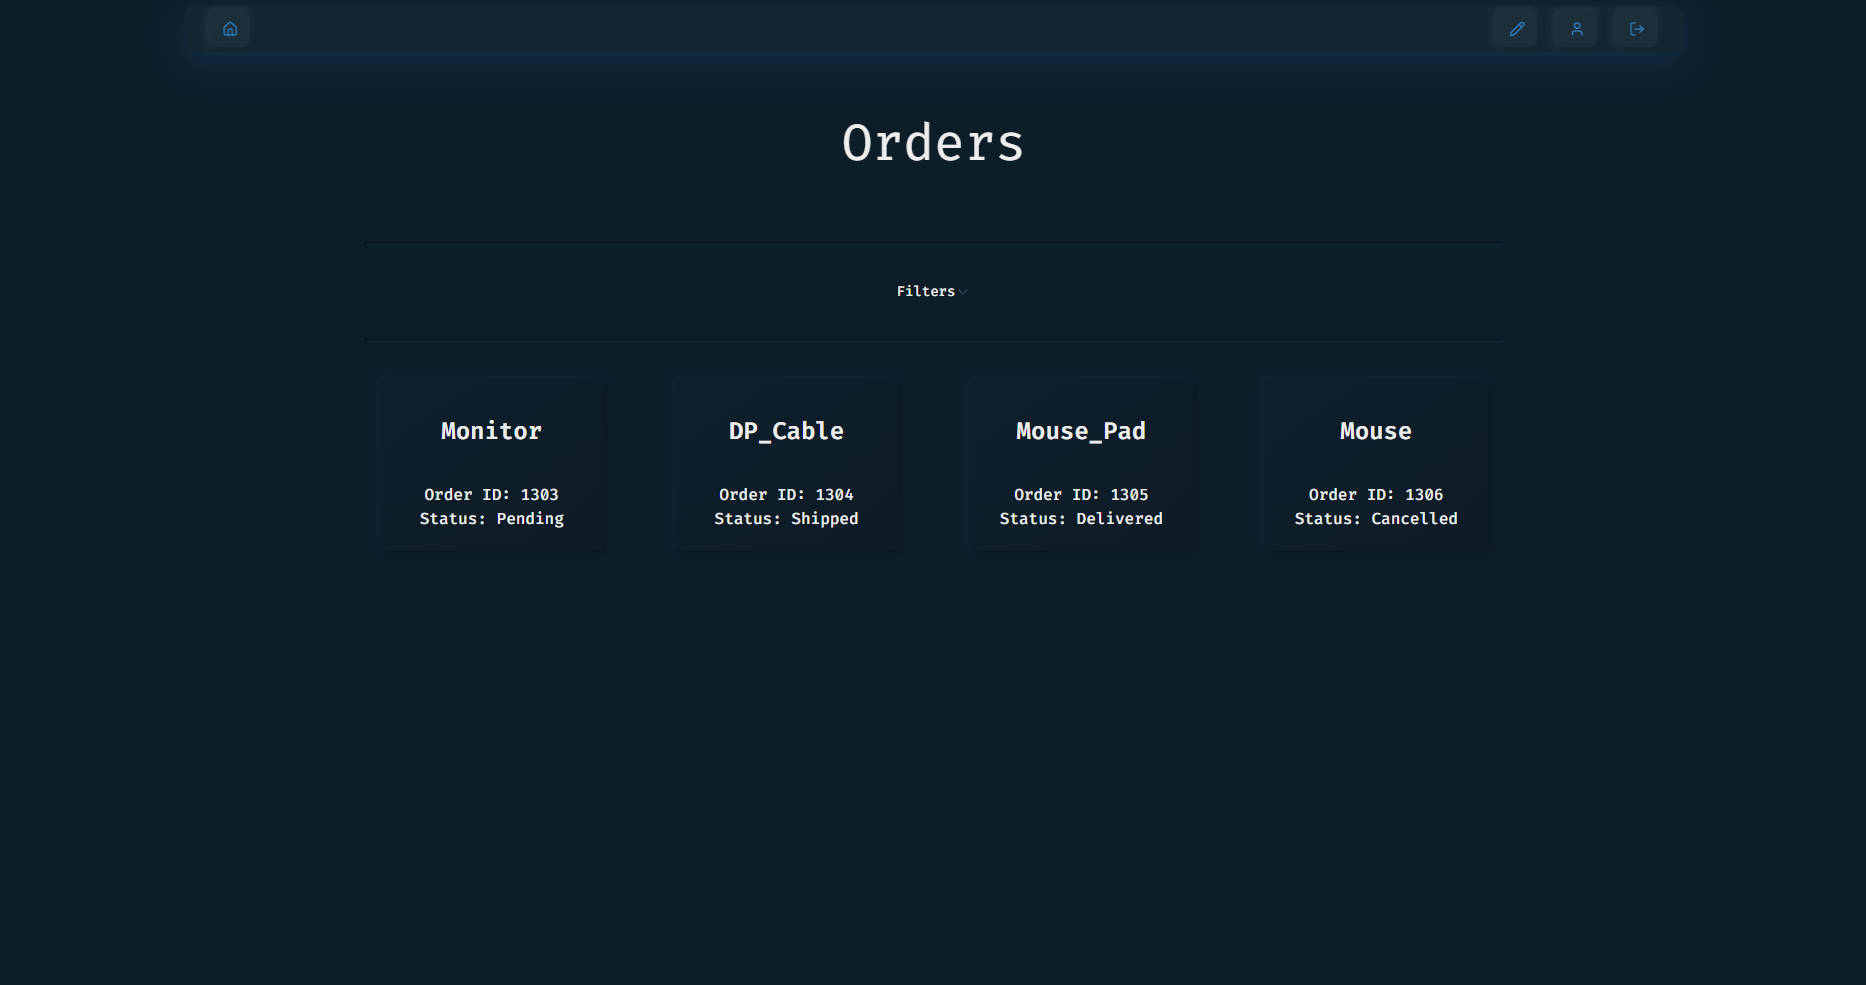 Orders
Filters
Monitor
Order ID: 1303
Status: Pending
DP_Cable
Order ID: 1304
Status: Shipped
Mouse_Pad
Order ID: 1305
Status: Delivered
Mouse
Order ID: 1306
Status: Cancelled